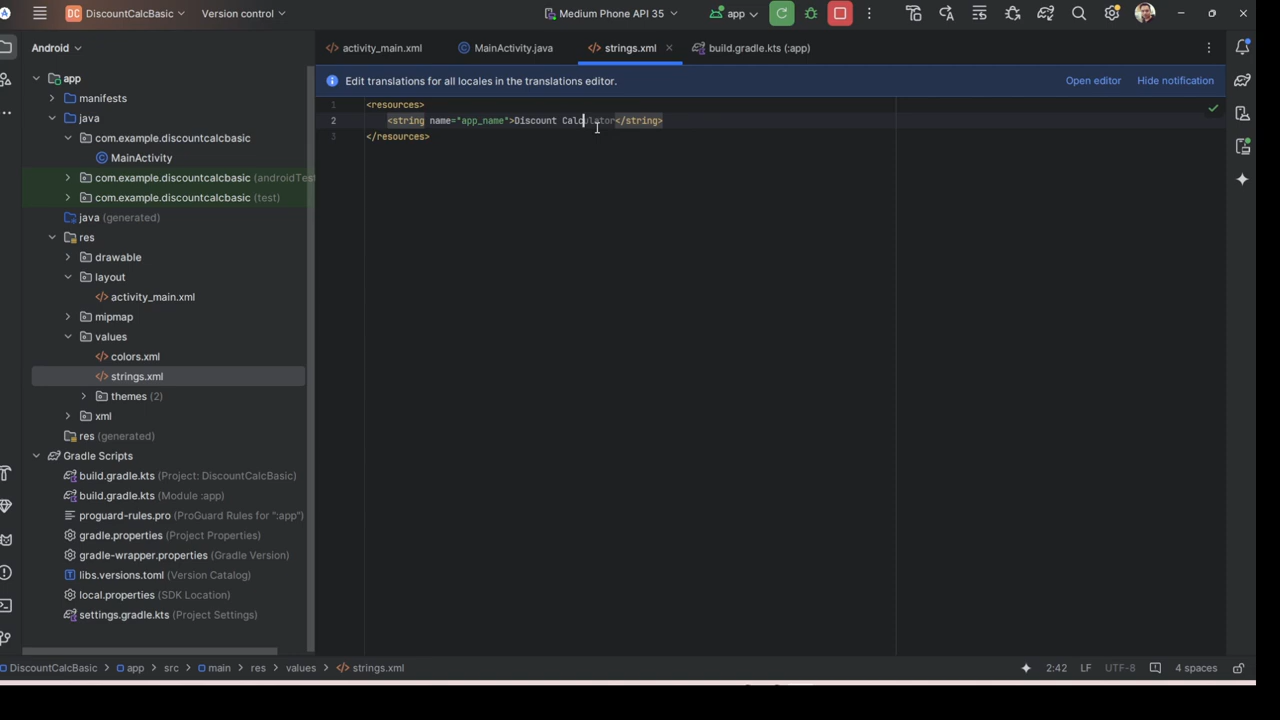 DC DiscountCalcBasic Version control Medium Phone API 35 app
Android activity_main.xml MainActivity.java strings.xml build.gradle.kts (:app)
Edit translations for all locales in the translations editor. Open editor Hide notification
app
manifests
java
com.example.discountcalcbasic
MainActivity
com.example.discountcalcbasic (androidTest
com.example.discountcalcbasic (test)
java (generated)
res
drawable
layout
activity_main.xml
mipmap
values
colors.xml
strings.xml
themes (2)
xml
res (generated)
Gradle Scripts
build.gradle.kts (Project: DiscountCalcBasic)
build.gradle.kts (Module :app)
proguard-rules.pro (ProGuard Rules for ":app")
gradle.properties (Project Properties)
gradle-wrapper.properties (Gradle Version)
libs.versions.toml (Version Catalog)
local.properties (SDK Location)
settings.gradle.kts (Project Settings)
1 <resources>
2 <string name="app_name">Discount Calculator</string>
3 </resources>
DiscountCalcBasic app src main res values strings.xml 2:42 LF UTF-8 4 spaces